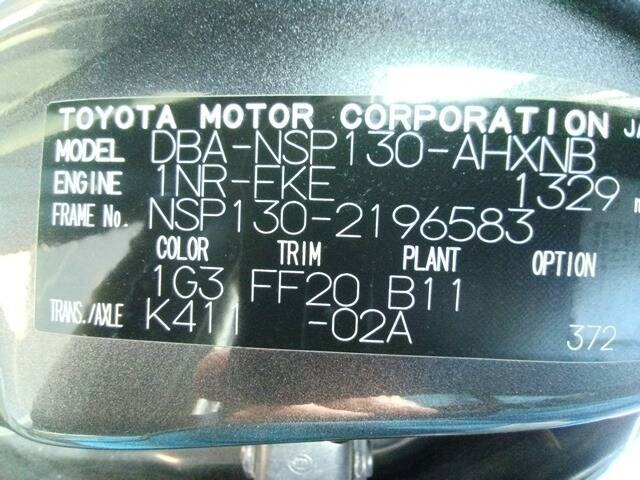 TOYOTA MOTOR CORPORATION JA
MODEL DBA-NSP130-AHXNB
ENGINE 1NR-FKE 1329
FRAME No. NSP130-2196583
COLOR TRIM PLANT OPTION
1G3 FF20 B11
TRANS./AXLE K411 -02A 372